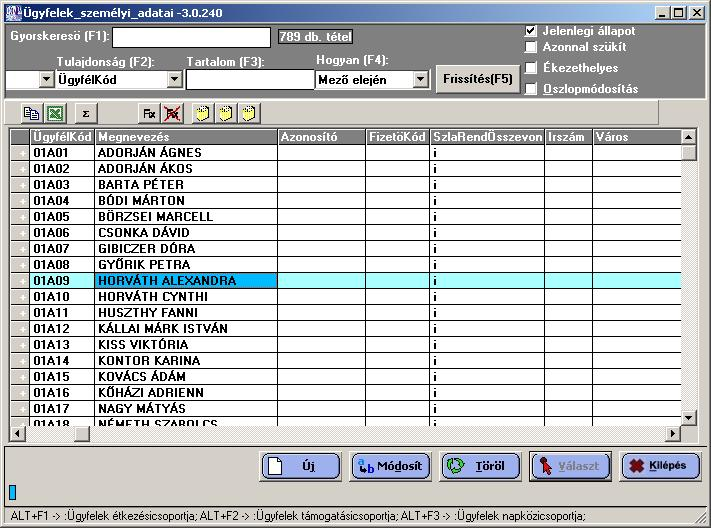 Ügyfelek_személyi_adatai -3.0.240
Gyorskereső (F1): 789 db. tétel
Jelenlegi állapot
Azonnal szükít
Tulajdonság (F2): Tartalom (F3): Hogyan (F4):
Ékezethelyes
ÜgyfélKód Mező elején Frissítés(F5)
Oszlopmódosítás
Σ Fx Fx
ÜgyfélKód Megnevezés Azonosító FizetőKód SzlaRendÖsszevon Irszám Város
+ 01A01 ADORJÁN ÁGNES i
+ 01A02 ADORJÁN ÁKOS i
+ 01A03 BARTA PÉTER i
+ 01A04 BÓDI MÁRTON i
+ 01A05 BÖRZSEI MARCELL i
+ 01A06 CSONKA DÁVID i
+ 01A07 GIBICZER DÓRA i
+ 01A08 GYŐRIK PETRA i
+ 01A09 HORVÁTH ALEXANDRA i
+ 01A10 HORVÁTH CYNTHI i
+ 01A11 HUSZTHY FANNI i
+ 01A12 KÁLLAI MÁRK ISTVÁN i
+ 01A13 KISS VIKTÓRIA i
+ 01A14 KONTOR KARINA i
+ 01A15 KOVÁCS ÁDÁM i
+ 01A16 KŐHÁZI ADRIENN i
+ 01A17 NAGY MÁTYÁS i
+ 01A18 NÉMETH SZABOLCS i
Új Módosít Töröl Választ Kilépés
ALT+F1 -> :Ügyfelek étkezésicsoportja; ALT+F2 -> :Ügyfelek támogatásicsoportja; ALT+F3 -> :Ügyfelek napközicsoportja;